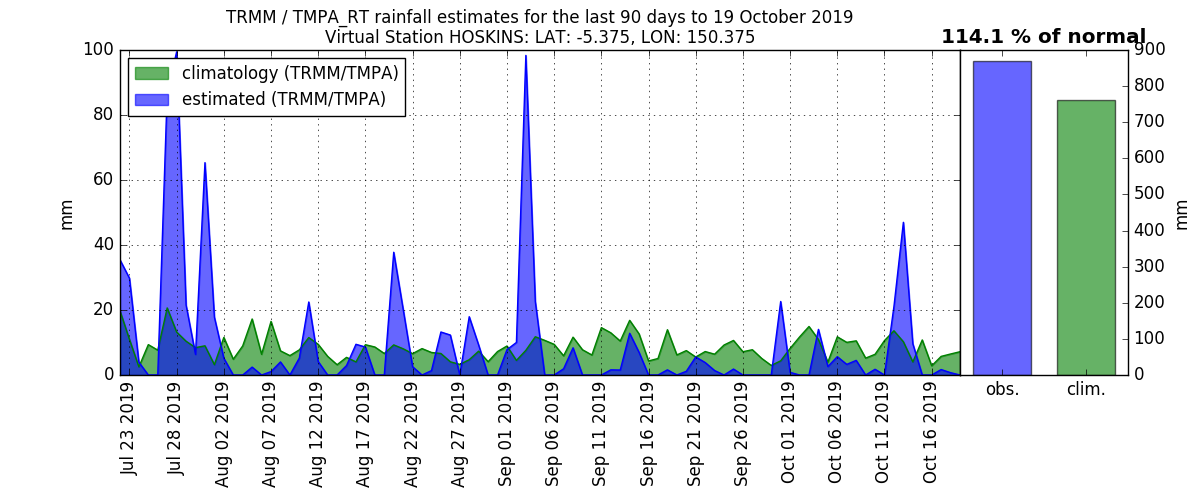 TRMM / TMPA_RT rainfall estimates for the last 90 days to 19 October 2019
Virtual Station HOSKINS: LAT: -5.375, LON: 150.375
114.1 % of normal
climatology (TRMM/TMPA)
estimated (TRMM/TMPA)
100
80
60
40
20
0
mm
900
800
700
600
500
400
300
200
100
0
mm
obs.
clim.
Jul 23 2019
Jul 28 2019
Aug 02 2019
Aug 07 2019
Aug 12 2019
Aug 17 2019
Aug 22 2019
Aug 27 2019
Sep 01 2019
Sep 06 2019
Sep 11 2019
Sep 16 2019
Sep 21 2019
Sep 26 2019
Oct 01 2019
Oct 06 2019
Oct 11 2019
Oct 16 2019